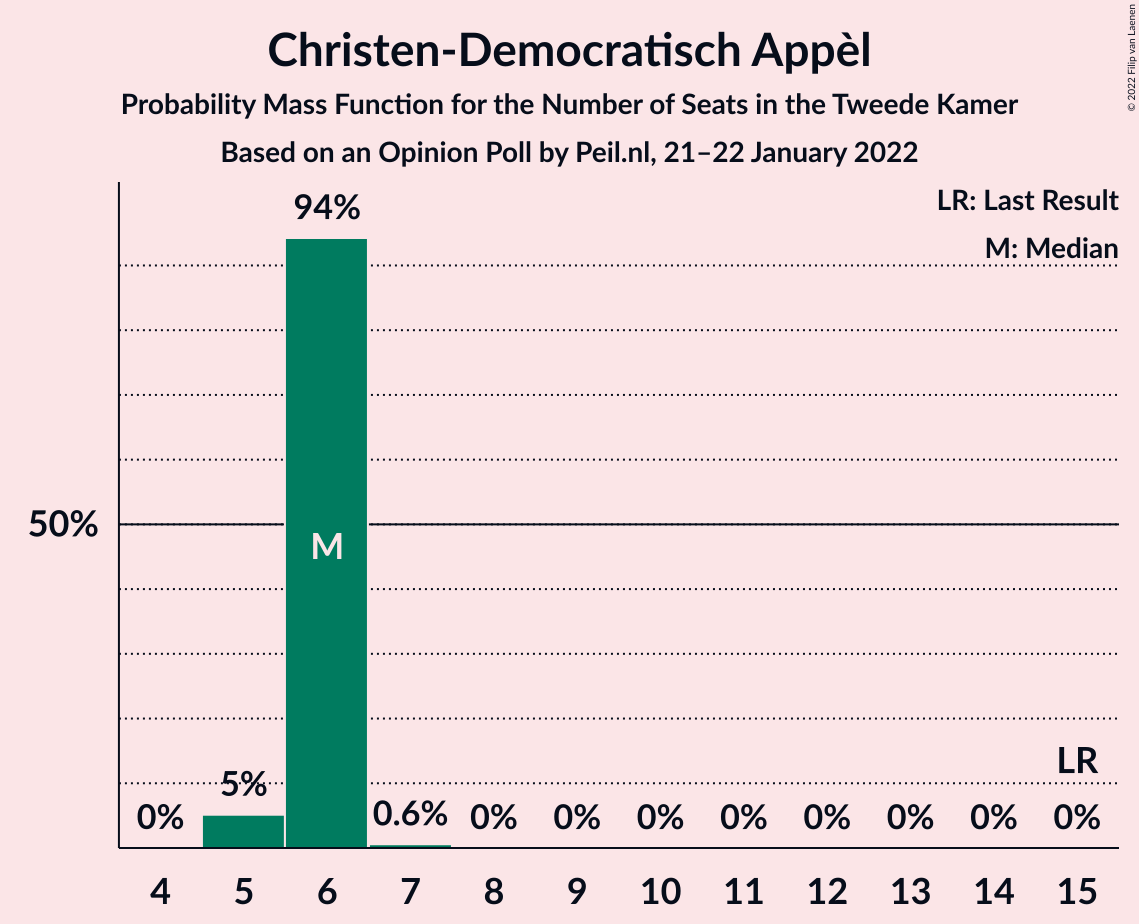 Christen-Democratisch Appèl
Probability Mass Function for the Number of Seats in the Tweede Kamer
Based on an Opinion Poll by Peil.nl, 21–22 January 2022
© 2022 Filip van Laenen
LR: Last Result
M: Median
94%
50%
M
LR
0% 5% 0.6% 0% 0% 0% 0% 0% 0% 0% 0%
4 5 6 7 8 9 10 11 12 13 14 15